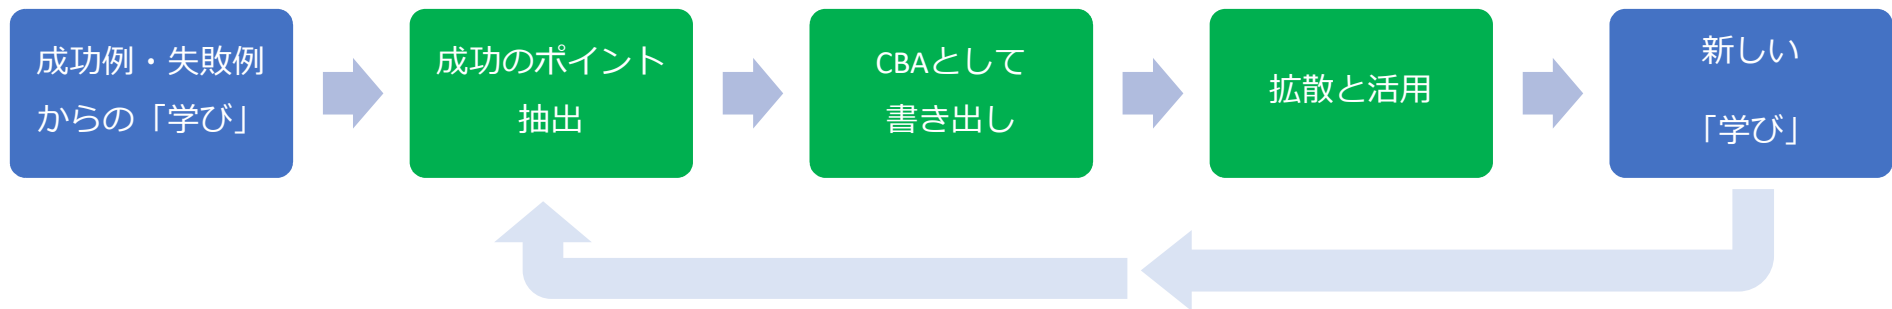 成功例・失敗例
からの「学び」
成功のポイント
抽出
CBAとして
書き出し
拡散と活用
新しい
「学び」